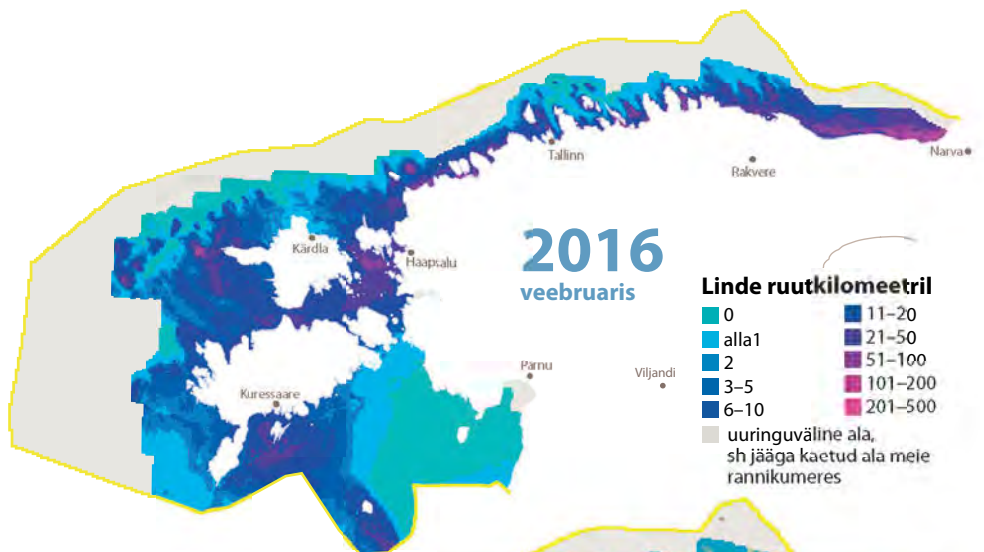 Tallinn
Narva
Rakvere
Kärdla
Haapsalu
2016
veebruaris
Linde ruutkilomeetril
0
alla1
2
3–5
6–10
11–20
21–50
51–100
101–200
201–500
uuringuväline ala,
sh jääga kaetud ala meie
rannikumeres
Pärnu
Viljandi
Kuressaare